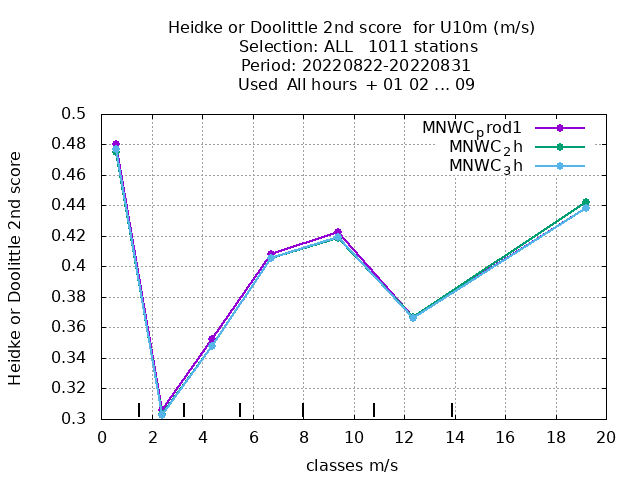 Heidke or Doolittle 2nd score  for U10m (m/s)
Selection: ALL   1011 stations
Period: 20220822-20220831
Used  All hours  + 01 02 ... 09
MNWCprod1
MNWC2h
MNWC3h
0.5
0.48
0.46
0.44
0.42
0.4
0.38
0.36
0.34
0.32
0.3
Heidke or Doolittle 2nd score
0 2 4 6 8 10 12 14 16 18 20
classes m/s